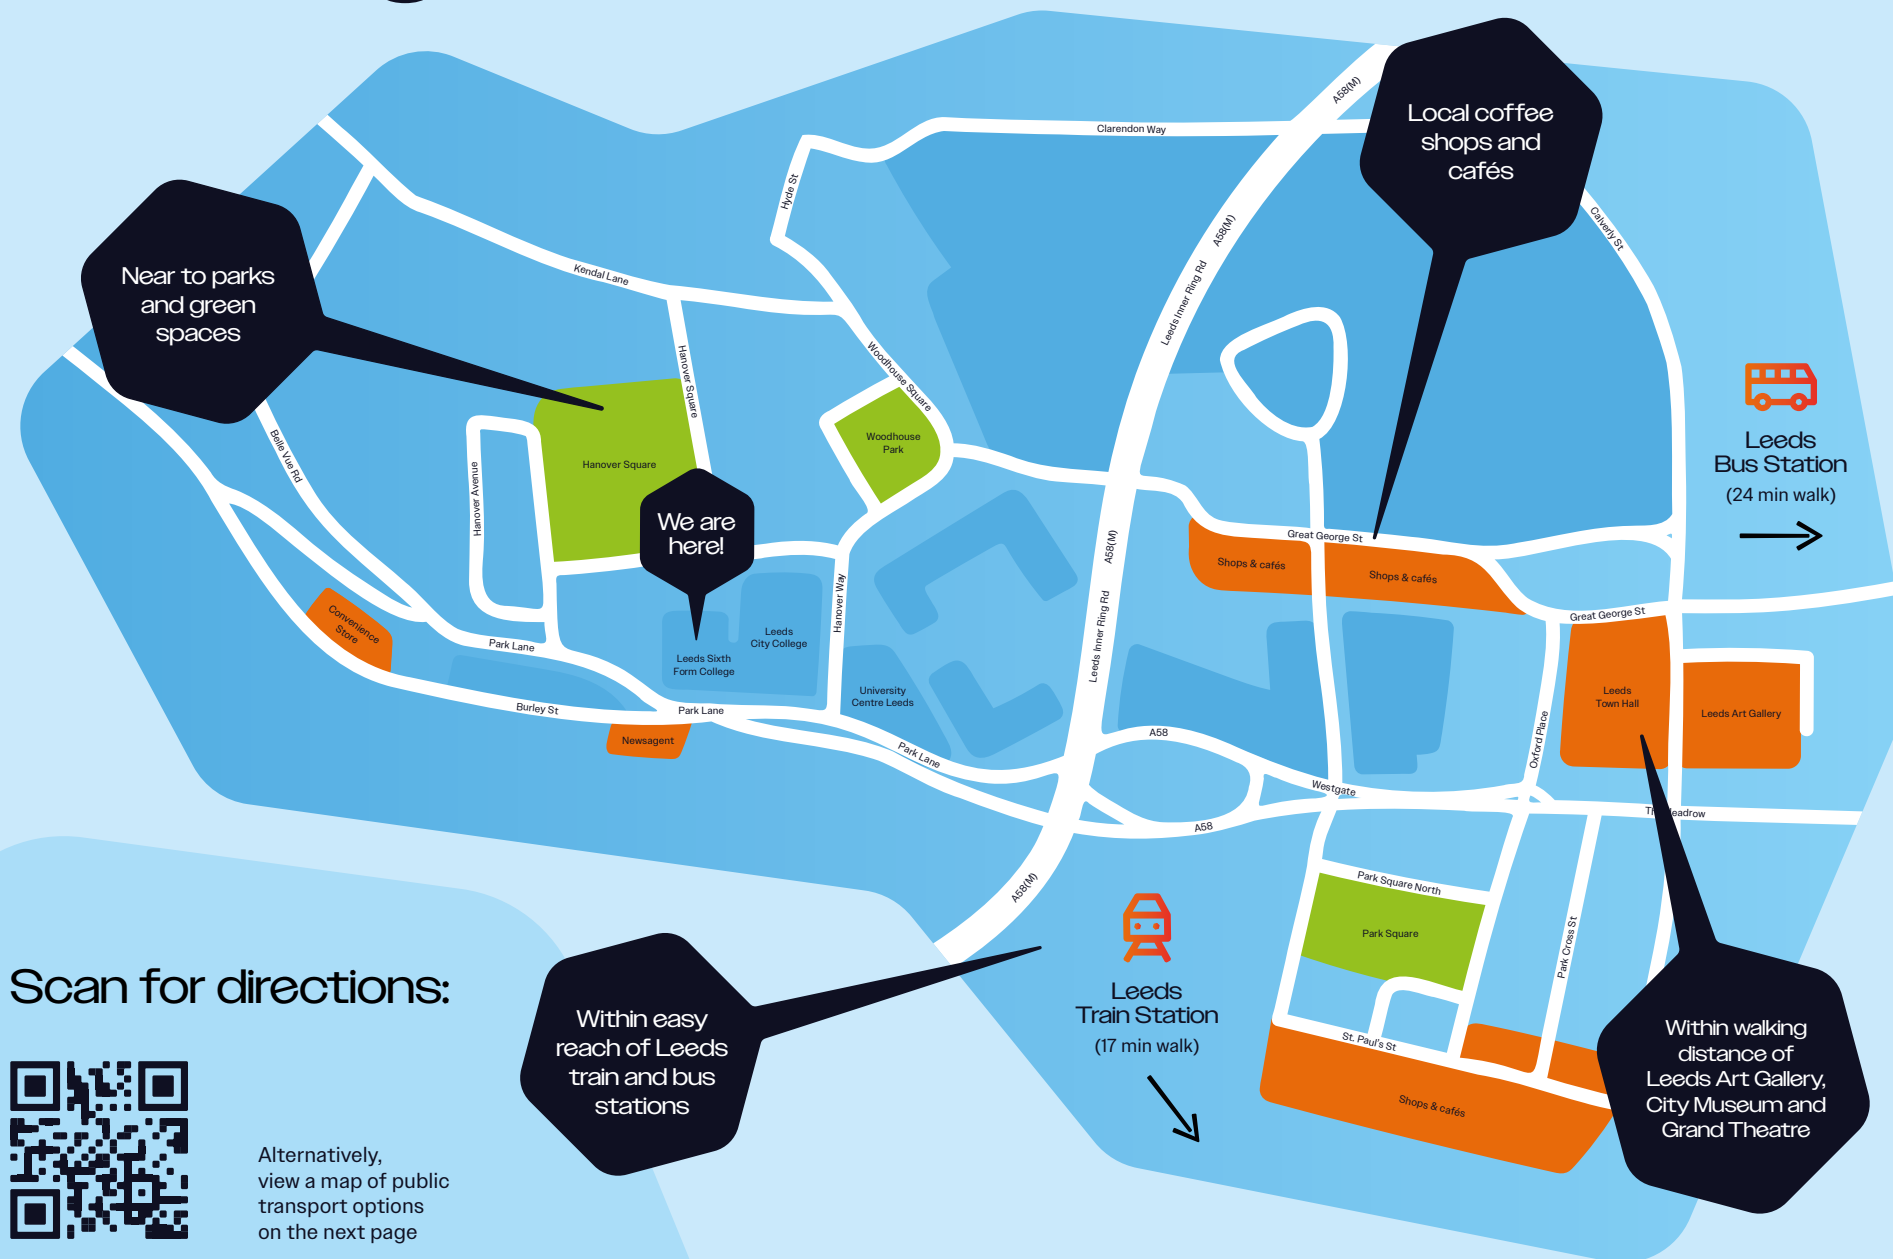 A58(M)
Local coffee
shops and
cafés
Clarendon Way
Hyde St
Calverly St
A58(M)
Near to parks
and green
spaces
Kendal Lane
Leeds Inner Ring Rd
Hanover Square
Woodhouse Square
Woodhouse
Park
Hanover Square
Belle Vue Rd
Hanover Avenue
Leeds
Bus Station
(24 min walk)
We are
here!
A58(M)
Great George St
Shops & cafés
Shops & cafés
Hanover Way
Convenience
Store
Great George St
Leeds
City College
Park Lane
Leeds Inner Ring Rd
Leeds Sixth
Form College
University
Centre Leeds
Leeds
Town Hall
Leeds Art Gallery
Burley St
Park Lane
Newsagent
A58
Oxford Place
Park Lane
Westgate
A58
A58(M)
Park Square North
Park Square
Park Cross St
Leeds
Train Station
(17 min walk)
Within easy
reach of Leeds
train and bus
stations
St. Paul's St
Shops & cafés
Within walking
distance of
Leeds Art Gallery,
City Museum and
Grand Theatre
Scan for directions:
Alternatively,
view a map of public
transport options
on the next page